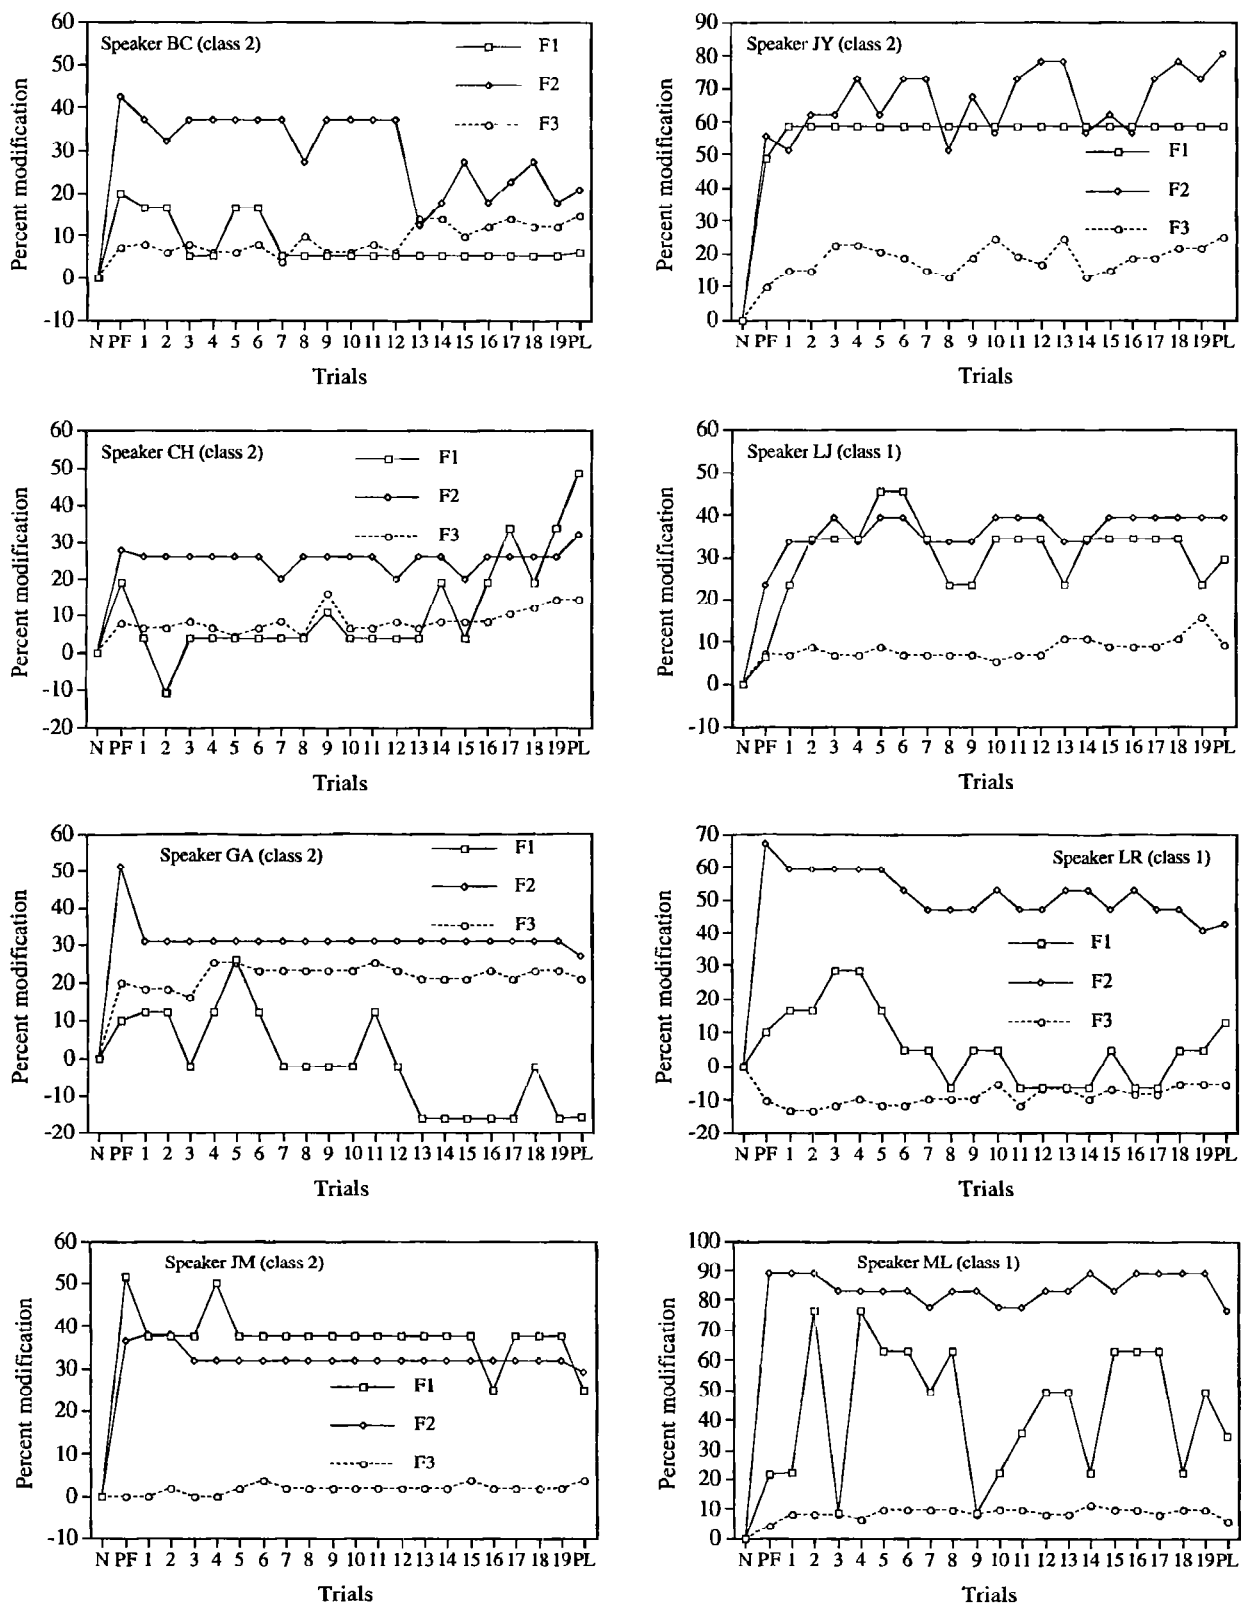 Speaker BC (class 2)
F1
F2
F3
Percent modification
60
50
40
30
20
10
0
-10
N PF 1 2 3 4 5 6 7 8 9 10 11 12 13 14 15 16 17 18 19 PL
Trials
Speaker JY (class 2)
F1
F2
F3
Percent modification
90
80
70
60
50
40
30
20
10
0
N PF 1 2 3 4 5 6 7 8 9 10 11 12 13 14 15 16 17 18 19 PL
Trials
Speaker CH (class 2)
F1
F2
F3
Percent modification
60
50
40
30
20
10
0
-10
-20
N PF 1 2 3 4 5 6 7 8 9 10 11 12 13 14 15 16 17 18 19 PL
Trials
Speaker LJ (class 1)
Percent modification
60
50
40
30
20
10
0
-10
N PF 1 2 3 4 5 6 7 8 9 10 11 12 13 14 15 16 17 18 19 PL
Trials
Speaker GA (class 2)
F1
F2
F3
Percent modification
60
50
40
30
20
10
0
-10
-20
N PF 1 2 3 4 5 6 7 8 9 10 11 12 13 14 15 16 17 18 19 PL
Trials
Speaker LR (class 1)
F1
F2
F3
Percent modification
70
60
50
40
30
20
10
0
-10
-20
N PF 1 2 3 4 5 6 7 8 9 10 11 12 13 14 15 16 17 18 19 PL
Trials
Speaker JM (class 2)
F1
F2
F3
Percent modification
60
50
40
30
20
10
0
-10
N PF 1 2 3 4 5 6 7 8 9 10 11 12 13 14 15 16 17 18 19 PL
Trials
Speaker ML (class 1)
Percent modification
100
90
80
70
60
50
40
30
20
10
0
N PF 1 2 3 4 5 6 7 8 9 10 11 12 13 14 15 16 17 18 19 PL
Trials